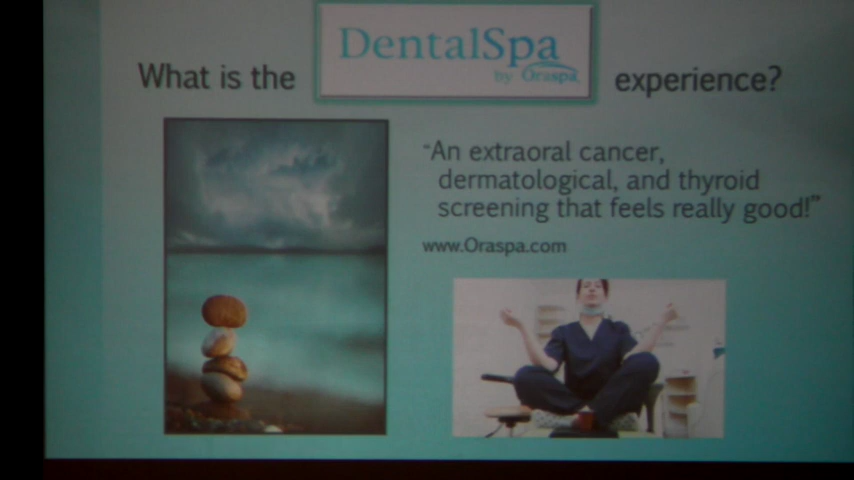 What is the DentalSpa experience?
by Oraspa
"An extraoral cancer,
dermatological, and thyroid
screening that feels really good!"
www.Oraspa.com